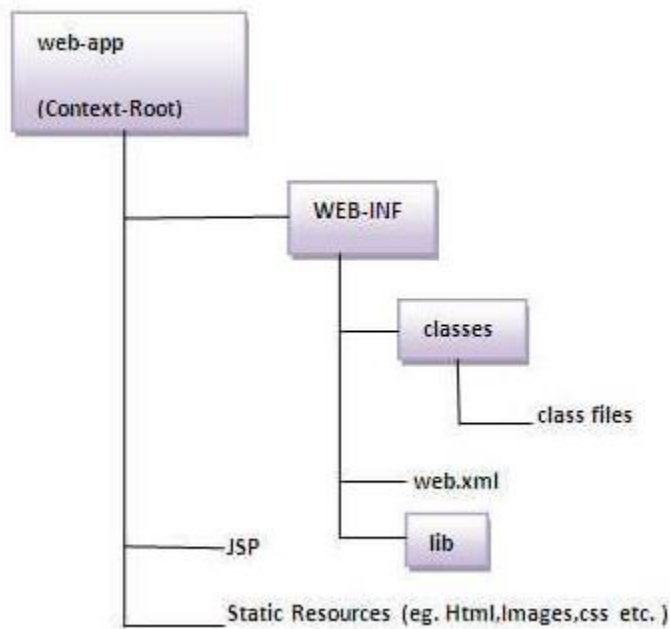 web-app
(Context-Root)
WEB-INF
classes
class files
web.xml
lib
JSP
Static Resources (eg. Html,Images,css etc. )